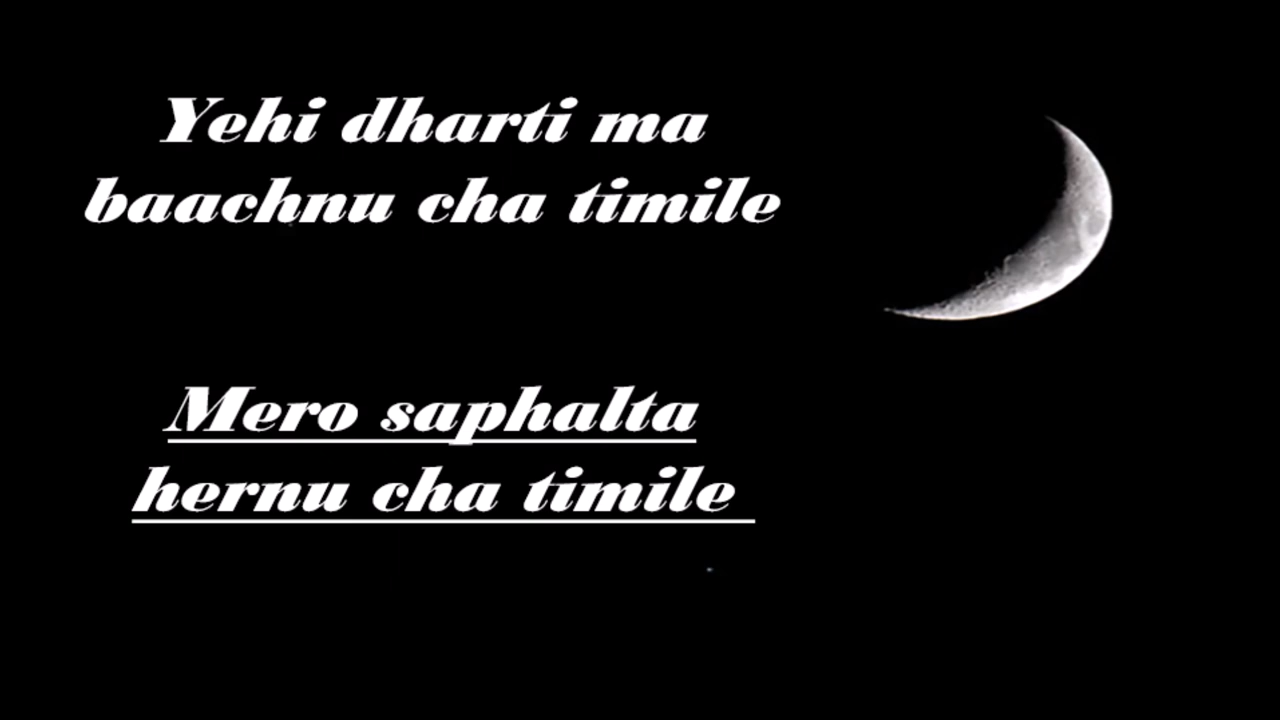 Yehi dharti ma
baachnu cha timile
Mero saphalta
hernu cha timile